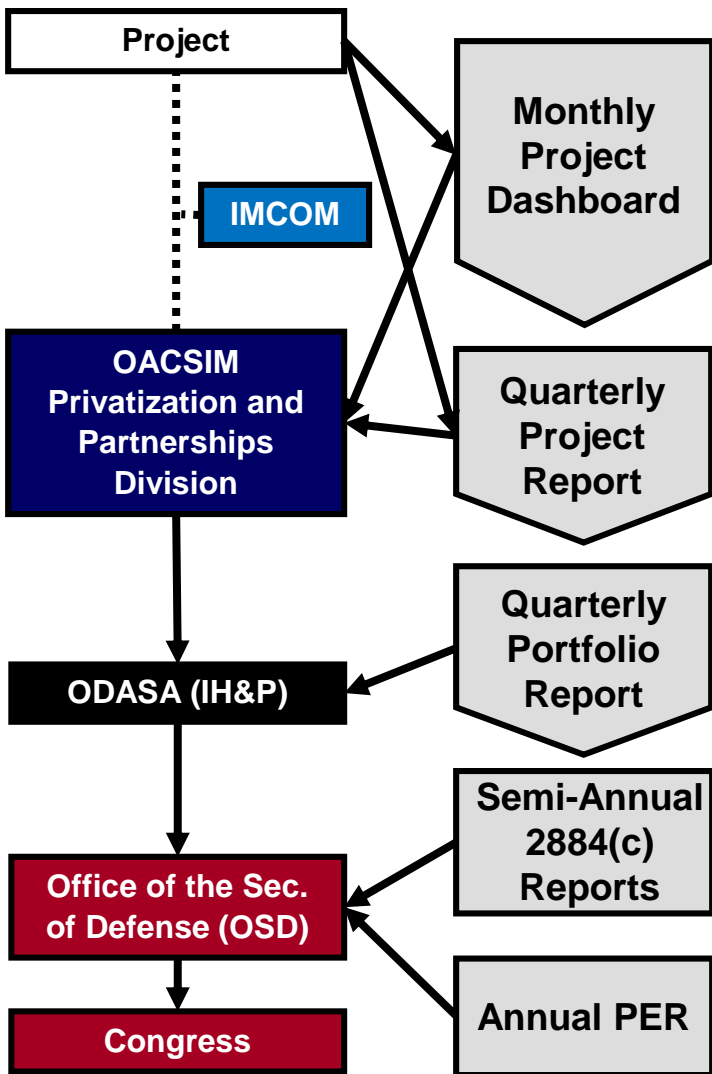 Project
Monthly
Project
Dashboard
IMCOM
OACSIM
Privatization and
Partnerships
Division
Quarterly
Project
Report
Quarterly
Portfolio
Report
ODASA (IH&P)
Semi-Annual
2884(c)
Reports
Office of the Sec.
of Defense (OSD)
Annual PER
Congress